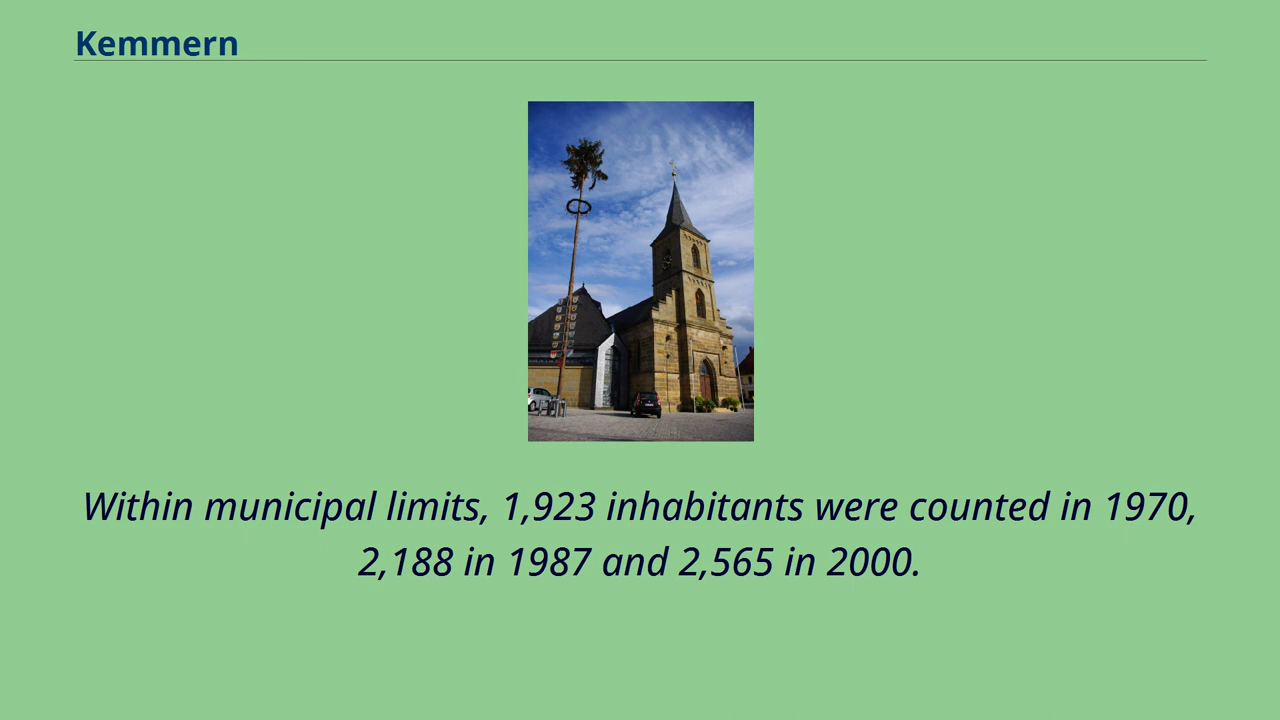 Kemmern
Within municipal limits, 1,923 inhabitants were counted in 1970,
2,188 in 1987 and 2,565 in 2000.